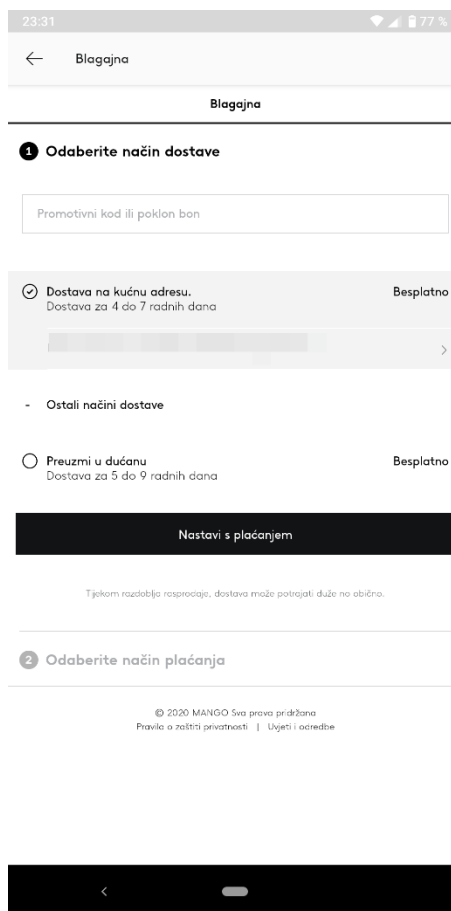 23:31 77 %
Blagajna
Blagajna
1 Odaberite način dostave
Promotivni kod ili poklon bon
Dostava na kućnu adresu. Besplatno
Dostava za 4 do 7 radnih dana
- Ostali načini dostave
Preuzmi u dućanu Besplatno
Dostava za 5 do 9 radnih dana
Nastavi s plaćanjem
Tijekom razdoblja rasprodaje, dostava može potrajati duže no obično.
2 Odaberite način plaćanja
© 2020 MANGO Sva prava pridržana
Pravila o zaštiti privatnosti | Uvjeti i odredbe